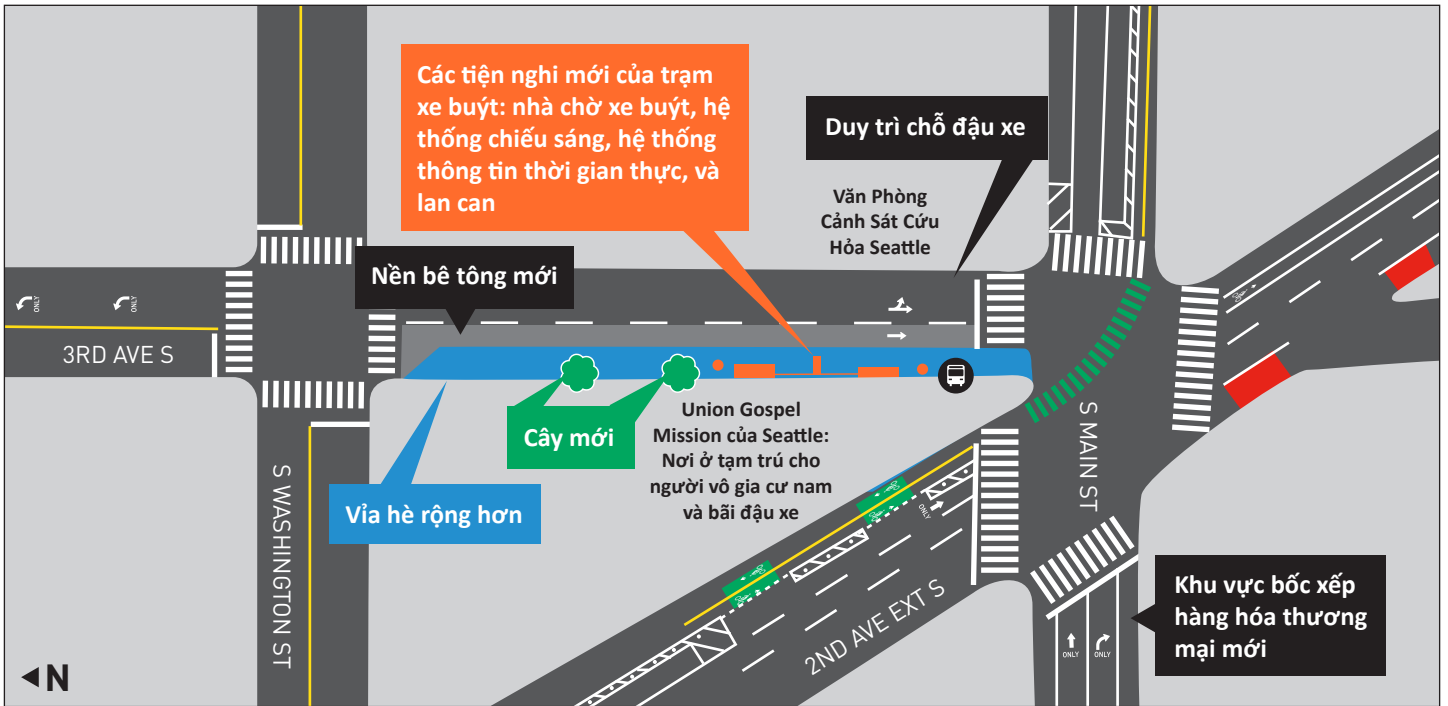 Các tiện nghi mới của trạm
xe buýt: nhà chờ xe buýt, hệ
thống chiếu sáng, hệ thống
thông tin thời gian thực, và
lan can
Duy trì chỗ đậu xe
Văn Phòng
Cảnh Sát Cứu
Hỏa Seattle
Nền bê tông mới
ONLY
ONLY
3RD AVE S
Cây mới
Union Gospel
Mission của Seattle:
Nơi ở tạm trú cho
người vô gia cư nam
và bãi đậu xe
Vỉa hè rộng hơn
S WASHINGTON ST
S MAIN ST
ONLY
2ND AVE EXT S
ONLY
ONLY
Khu vực bốc xếp
hàng hóa thương
mại mới
N